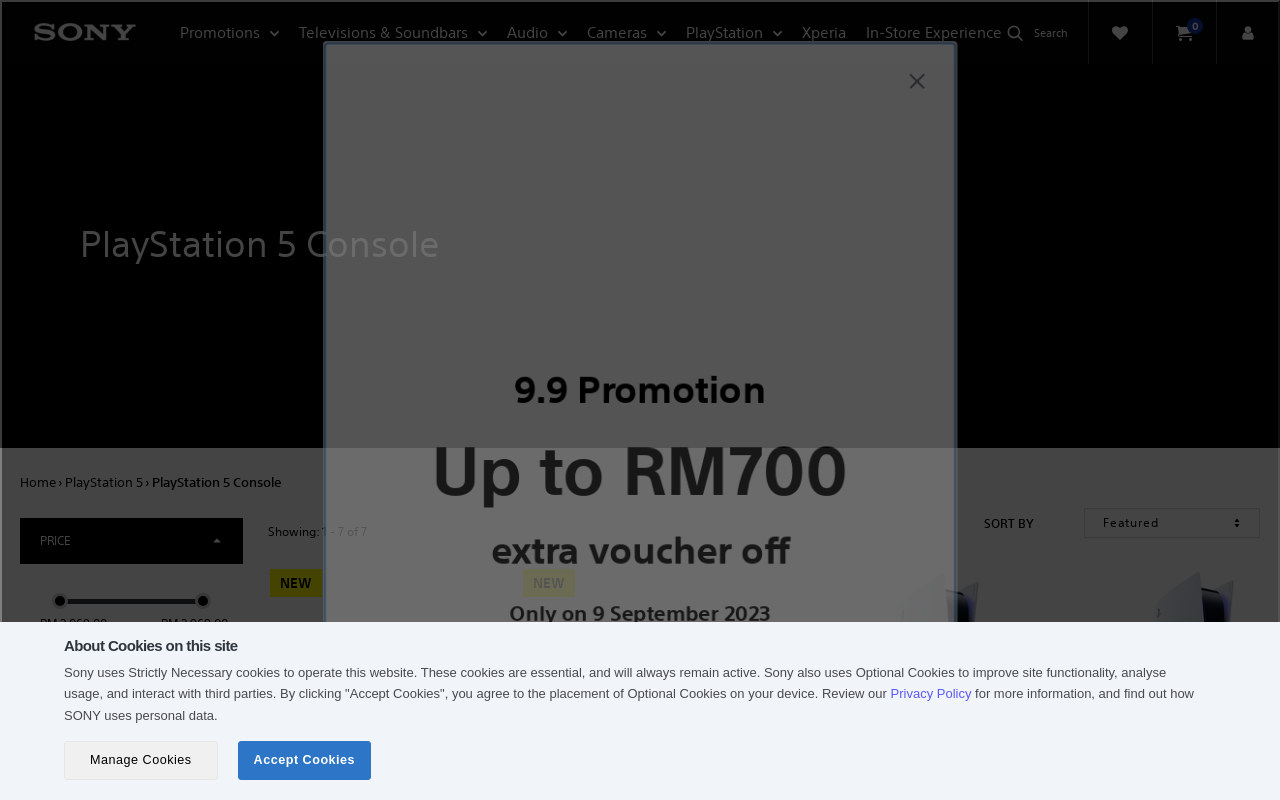 SONY
Promotions
Televisions & Soundbars
Audio
Cameras
PlayStation
Xperia
In-Store Experience
Search
0
PlayStation 5 Console
9.9 Promotion
Up to RM700
extra voucher off
Only on 9 September 2023
Home › PlayStation 5 › PlayStation 5 Console
PRICE
Showing: 1 - 7 of 7
SORT BY
Featured
NEW
NEW
About Cookies on this site
Sony uses Strictly Necessary cookies to operate this website. These cookies are essential, and will always remain active. Sony also uses Optional Cookies to improve site functionality, analyse
usage, and interact with third parties. By clicking "Accept Cookies", you agree to the placement of Optional Cookies on your device. Review our Privacy Policy for more information, and find out how
SONY uses personal data.
Manage Cookies
Accept Cookies